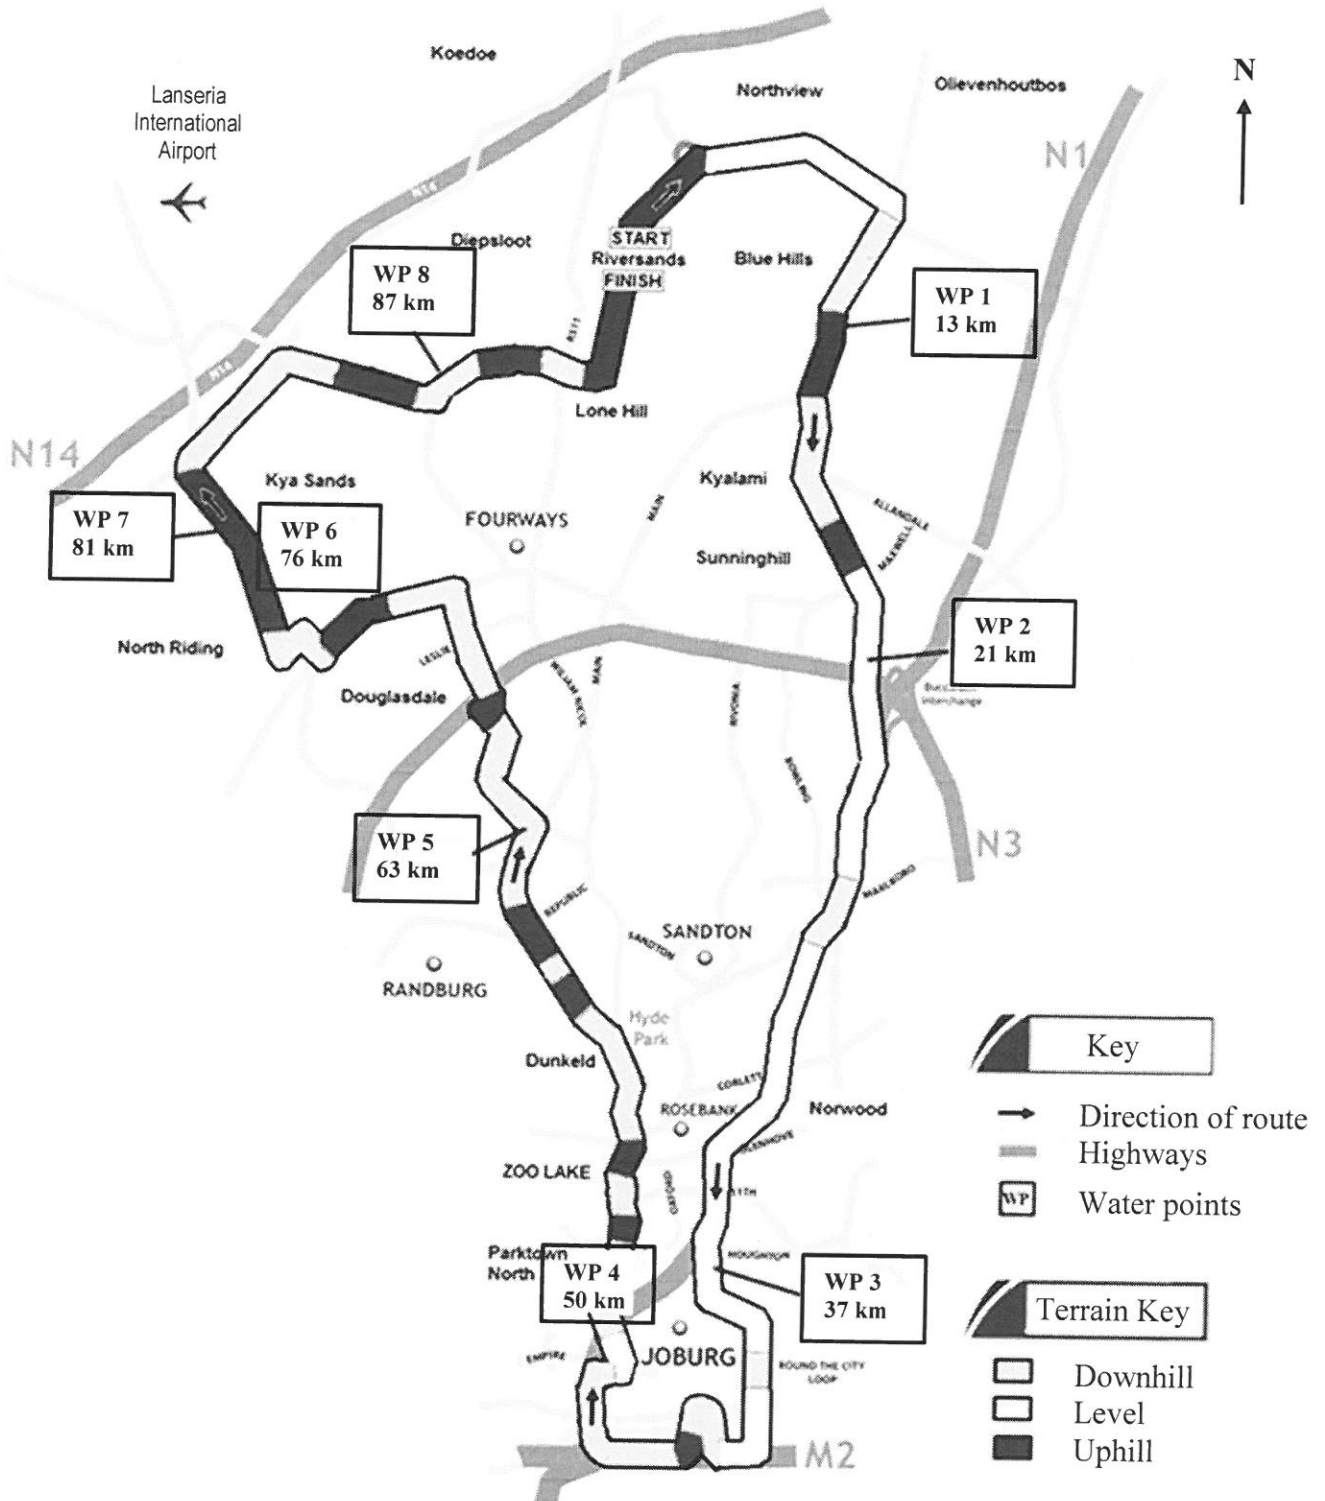 Koedoe
Lanseria
International
Airport
Northview
Olievenhoutbos
N
N1
N14
Diepsloot
START
Riversands
FINISH
Blue Hills
WP 8
87 km
WP 1
13 km
R511
N14
Lone Hill
N14
Kya Sands
Kyalami
MAIN
ALLANDALE
MAXWELL
FOURWAYS
WP 7
81 km
WP 6
76 km
Sunninghill
North Riding
LESLIE
WP 2
21 km
Douglasdale
WILLIAM NICOL
MAIN
RIVONIA
Interchange
BOWLING
WP 5
63 km
N3
MARLBORO
REPUBLIC
SANDTON
SANDTON
RANDBURG
Hyde
Park
Dunkeld
CORLETT
ROSEBANK
Norwood
GLENHOVE
ZOO LAKE
OXFORD
11TH
Parktown
North
HOUGHTON
WP 4
50 km
WP 3
37 km
EMPIRE
JOBURG
ROUND THE CITY
LOOP
M2
Key
Direction of route
Highways
WP
Water points
Terrain Key
Downhill
Level
Uphill